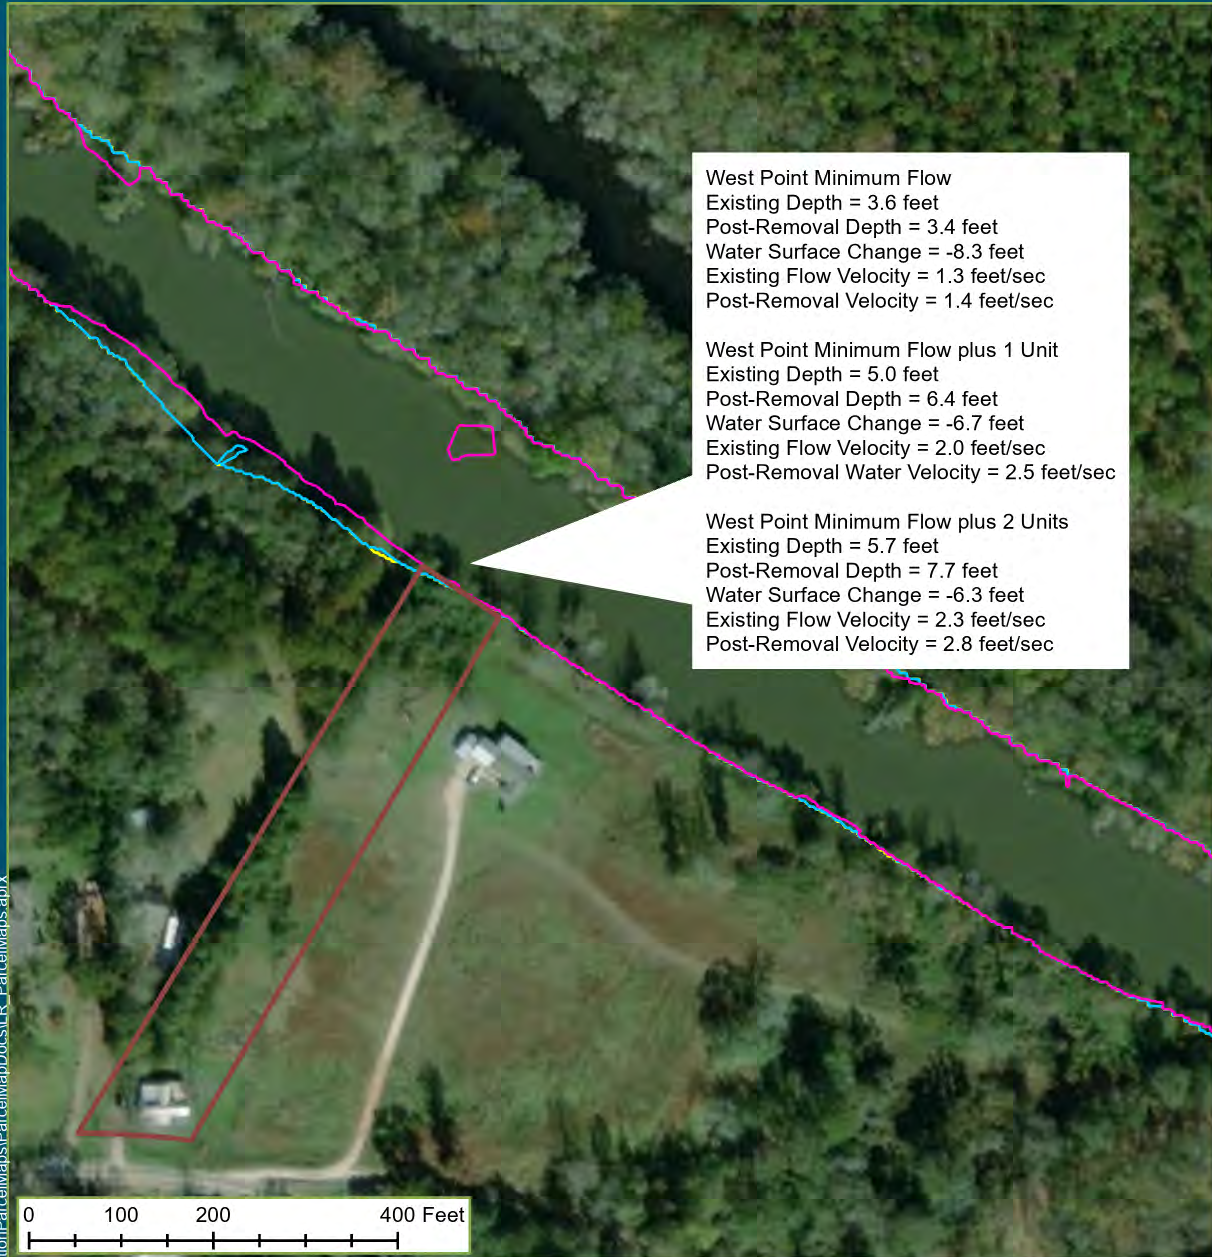 West Point Minimum Flow
Existing Depth = 3.6 feet
Post-Removal Depth = 3.4 feet
Water Surface Change = -8.3 feet
Existing Flow Velocity = 1.3 feet/sec
Post-Removal Velocity = 1.4 feet/sec
West Point Minimum Flow plus 1 Unit
Existing Depth = 5.0 feet
Post-Removal Depth = 6.4 feet
Water Surface Change = -6.7 feet
Existing Flow Velocity = 2.0 feet/sec
Post-Removal Water Velocity = 2.5 feet/sec
West Point Minimum Flow plus 2 Units
Existing Depth = 5.7 feet
Post-Removal Depth = 7.7 feet
Water Surface Change = -6.3 feet
Existing Flow Velocity = 2.3 feet/sec
Post-Removal Velocity = 2.8 feet/sec
0 100 200 400 Feet